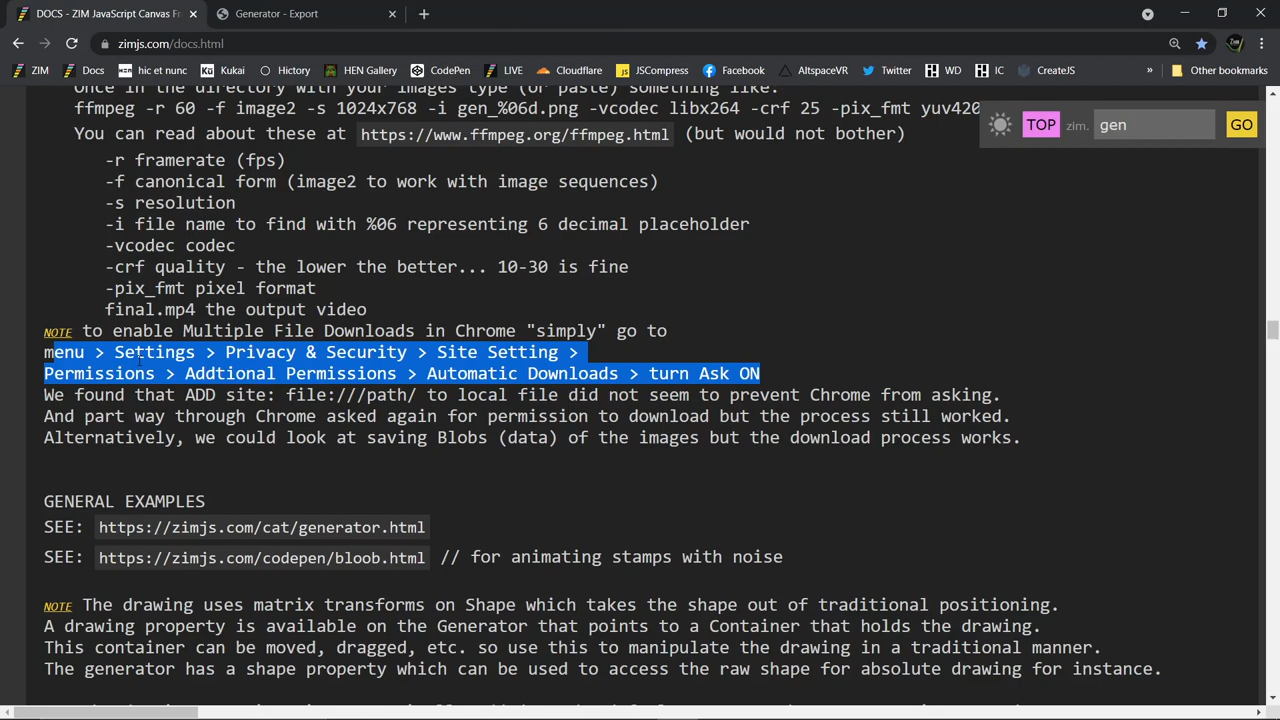 DOCS - ZIM JavaScript Canvas Fr
Generator - Export
zimjs.com/docs.html
ZIM
Docs
hic et nunc
Kukai
Hictory
HEN Gallery
CodePen
LIVE
Cloudflare
JSCompress
Facebook
AltspaceVR
Twitter
WD
IC
CreateJS
»
Other bookmarks
TOP zim. gen GO
Once in the directory with your images type (or paste) something like:
ffmpeg -r 60 -f image2 -s 1024x768 -i gen_%06d.png -vcodec libx264 -crf 25 -pix_fmt yuv420
You can read about these at https://www.ffmpeg.org/ffmpeg.html (but would not bother)
-r framerate (fps)
-f canonical form (image2 to work with image sequences)
-s resolution
-i file name to find with %06 representing 6 decimal placeholder
-vcodec codec
-crf quality - the lower the better... 10-30 is fine
-pix_fmt pixel format
final.mp4 the output video
NOTE to enable Multiple File Downloads in Chrome "simply" go to
menu > Settings > Privacy & Security > Site Setting >
Permissions > Addtional Permissions > Automatic Downloads > turn Ask ON
We found that ADD site: file:///path/ to local file did not seem to prevent Chrome from asking.
And part way through Chrome asked again for permission to download but the process still worked.
Alternatively, we could look at saving Blobs (data) of the images but the download process works.
GENERAL EXAMPLES
SEE: https://zimjs.com/cat/generator.html
SEE: https://zimjs.com/codepen/bloob.html // for animating stamps with noise
NOTE The drawing uses matrix transforms on Shape which takes the shape out of traditional positioning.
A drawing property is available on the Generator that points to a Container that holds the drawing.
This container can be moved, dragged, etc. so use this to manipulate the drawing in a traditional manner.
The generator has a shape property which can be used to access the raw shape for absolute drawing for instance.